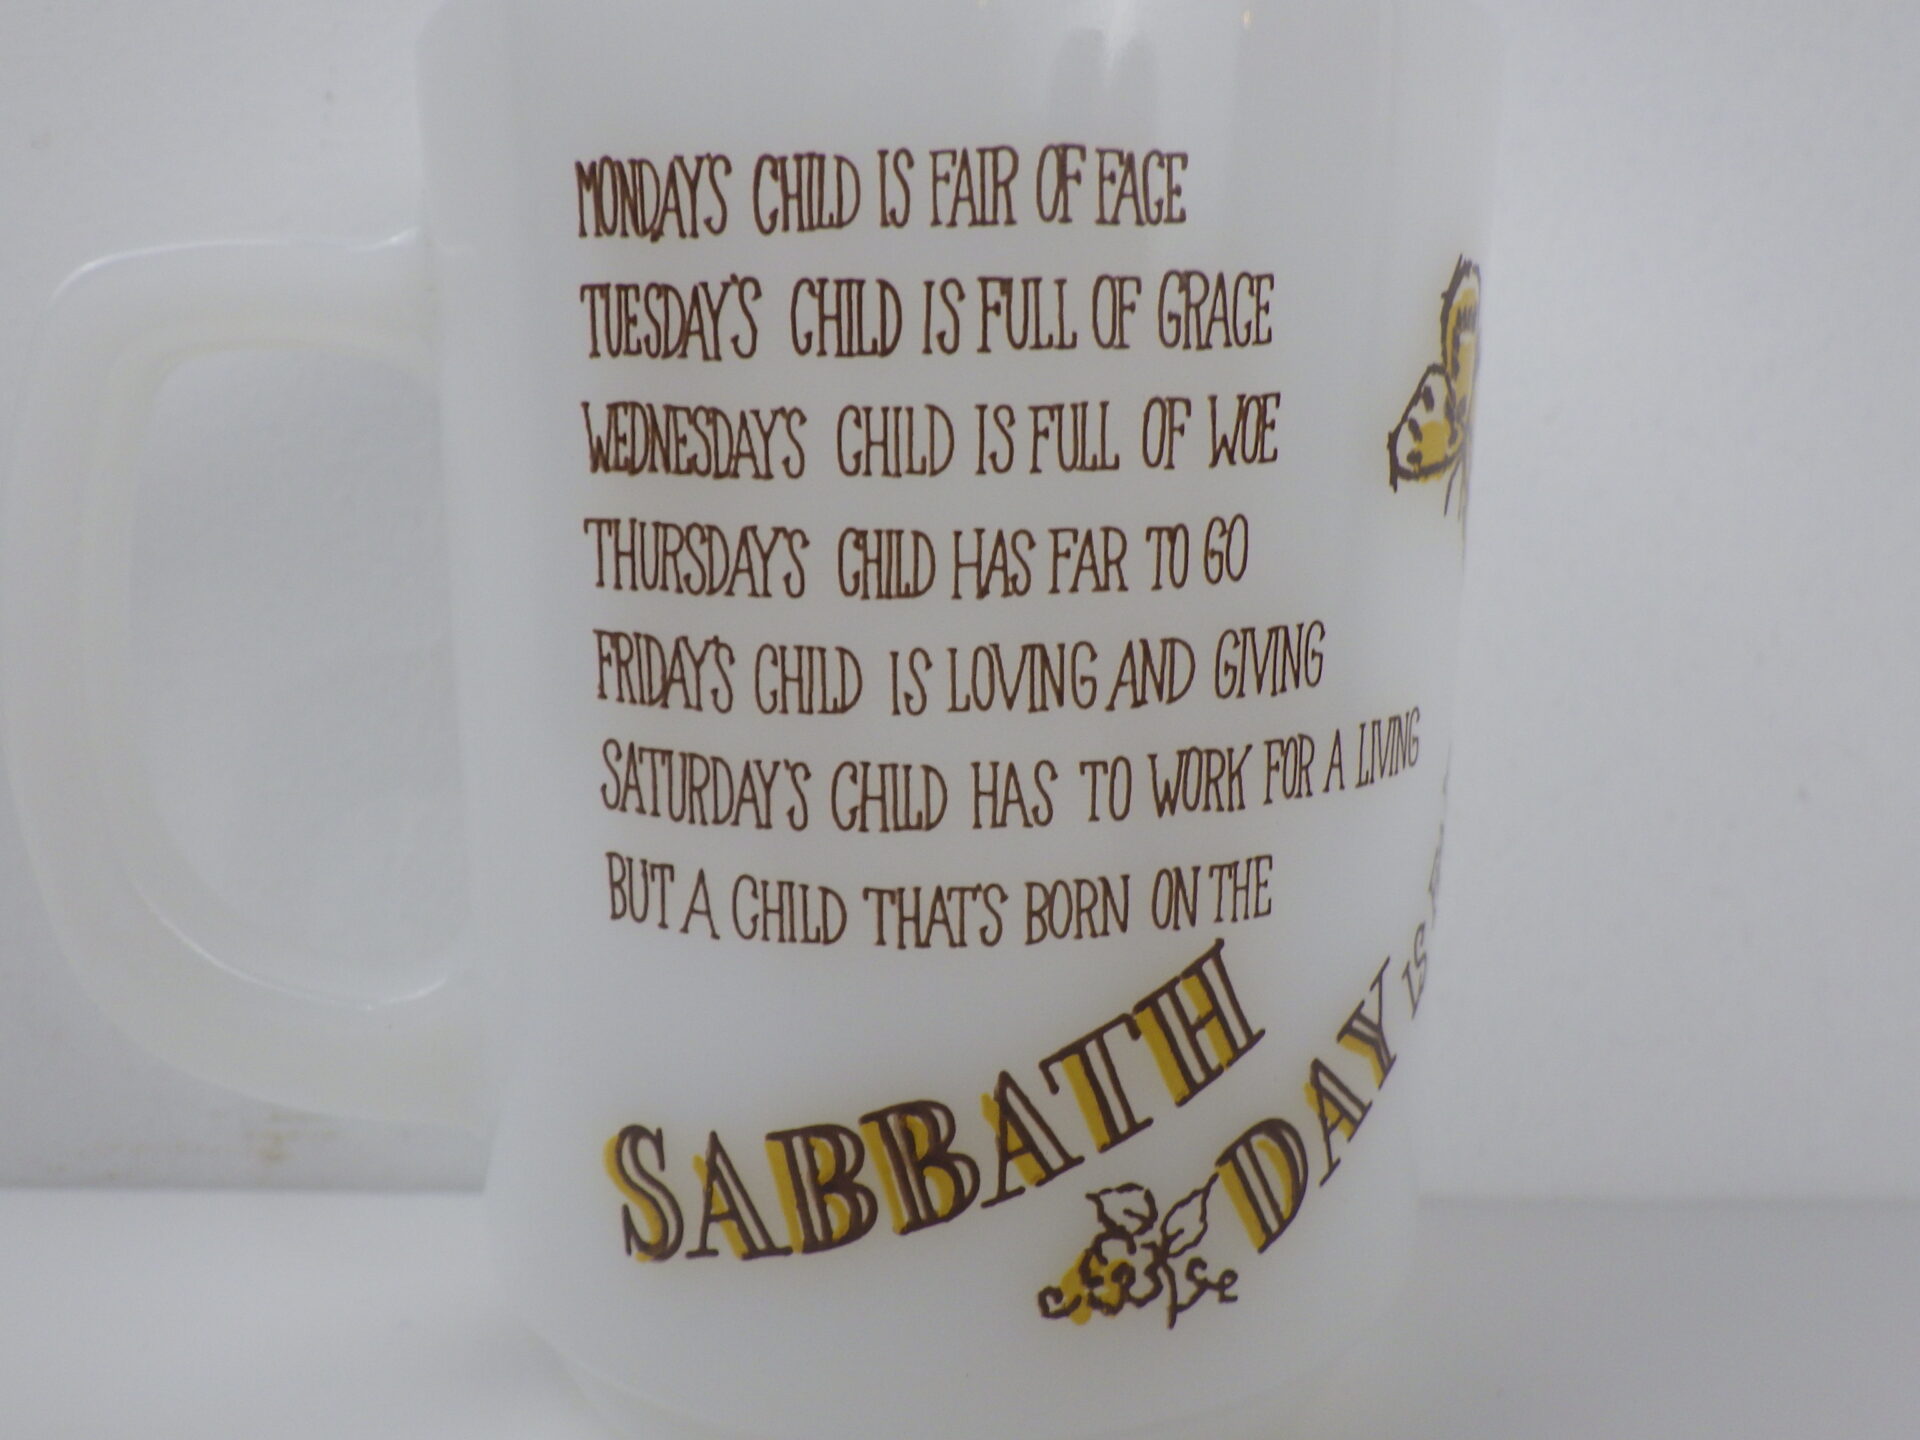 MONDAY'S CHILD IS FAIR OF FACE
TUESDAY'S CHILD IS FULL OF GRACE
WEDNESDAY'S CHILD IS FULL OF WOE
THURSDAY'S CHILD HAS FAR TO GO
FRIDAY'S CHILD IS LOVING AND GIVING
SATURDAY'S CHILD HAS TO WORK FOR A LIVING
BUT A CHILD THAT'S BORN ON THE
SABBATH
DAY IS